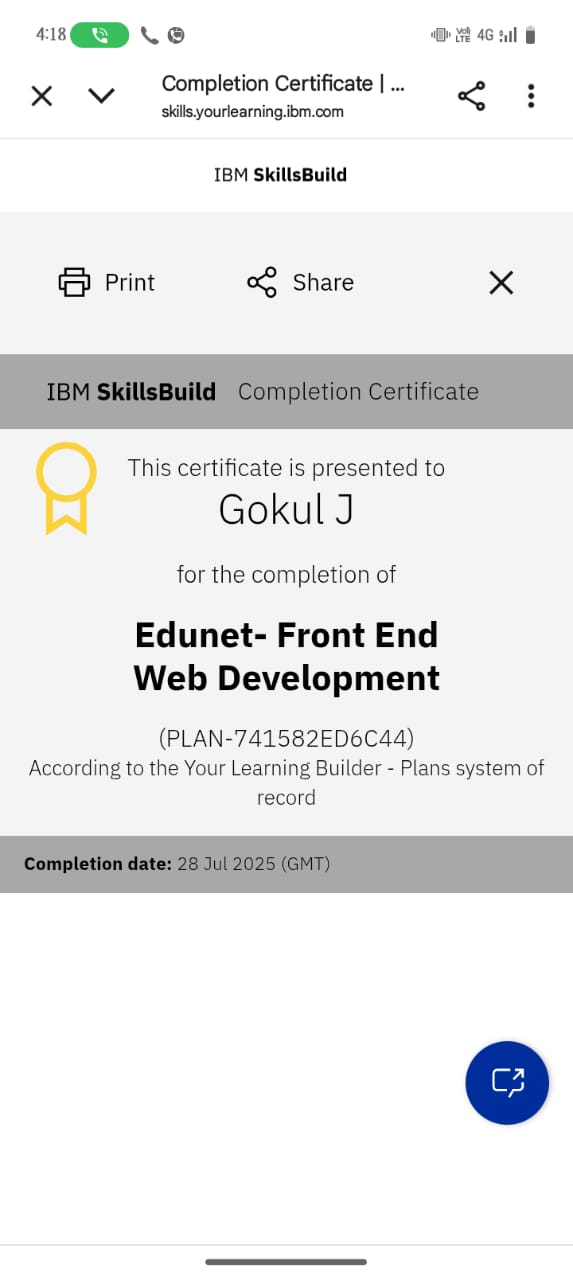 4:18 VoI) LTE 4G
Completion Certificate | ...
skills.yourlearning.ibm.com
IBM SkillsBuild
Print Share
IBM SkillsBuild Completion Certificate
This certificate is presented to
Gokul J
for the completion of
Edunet- Front End
Web Development
(PLAN-741582ED6C44)
According to the Your Learning Builder - Plans system of
record
Completion date: 28 Jul 2025 (GMT)